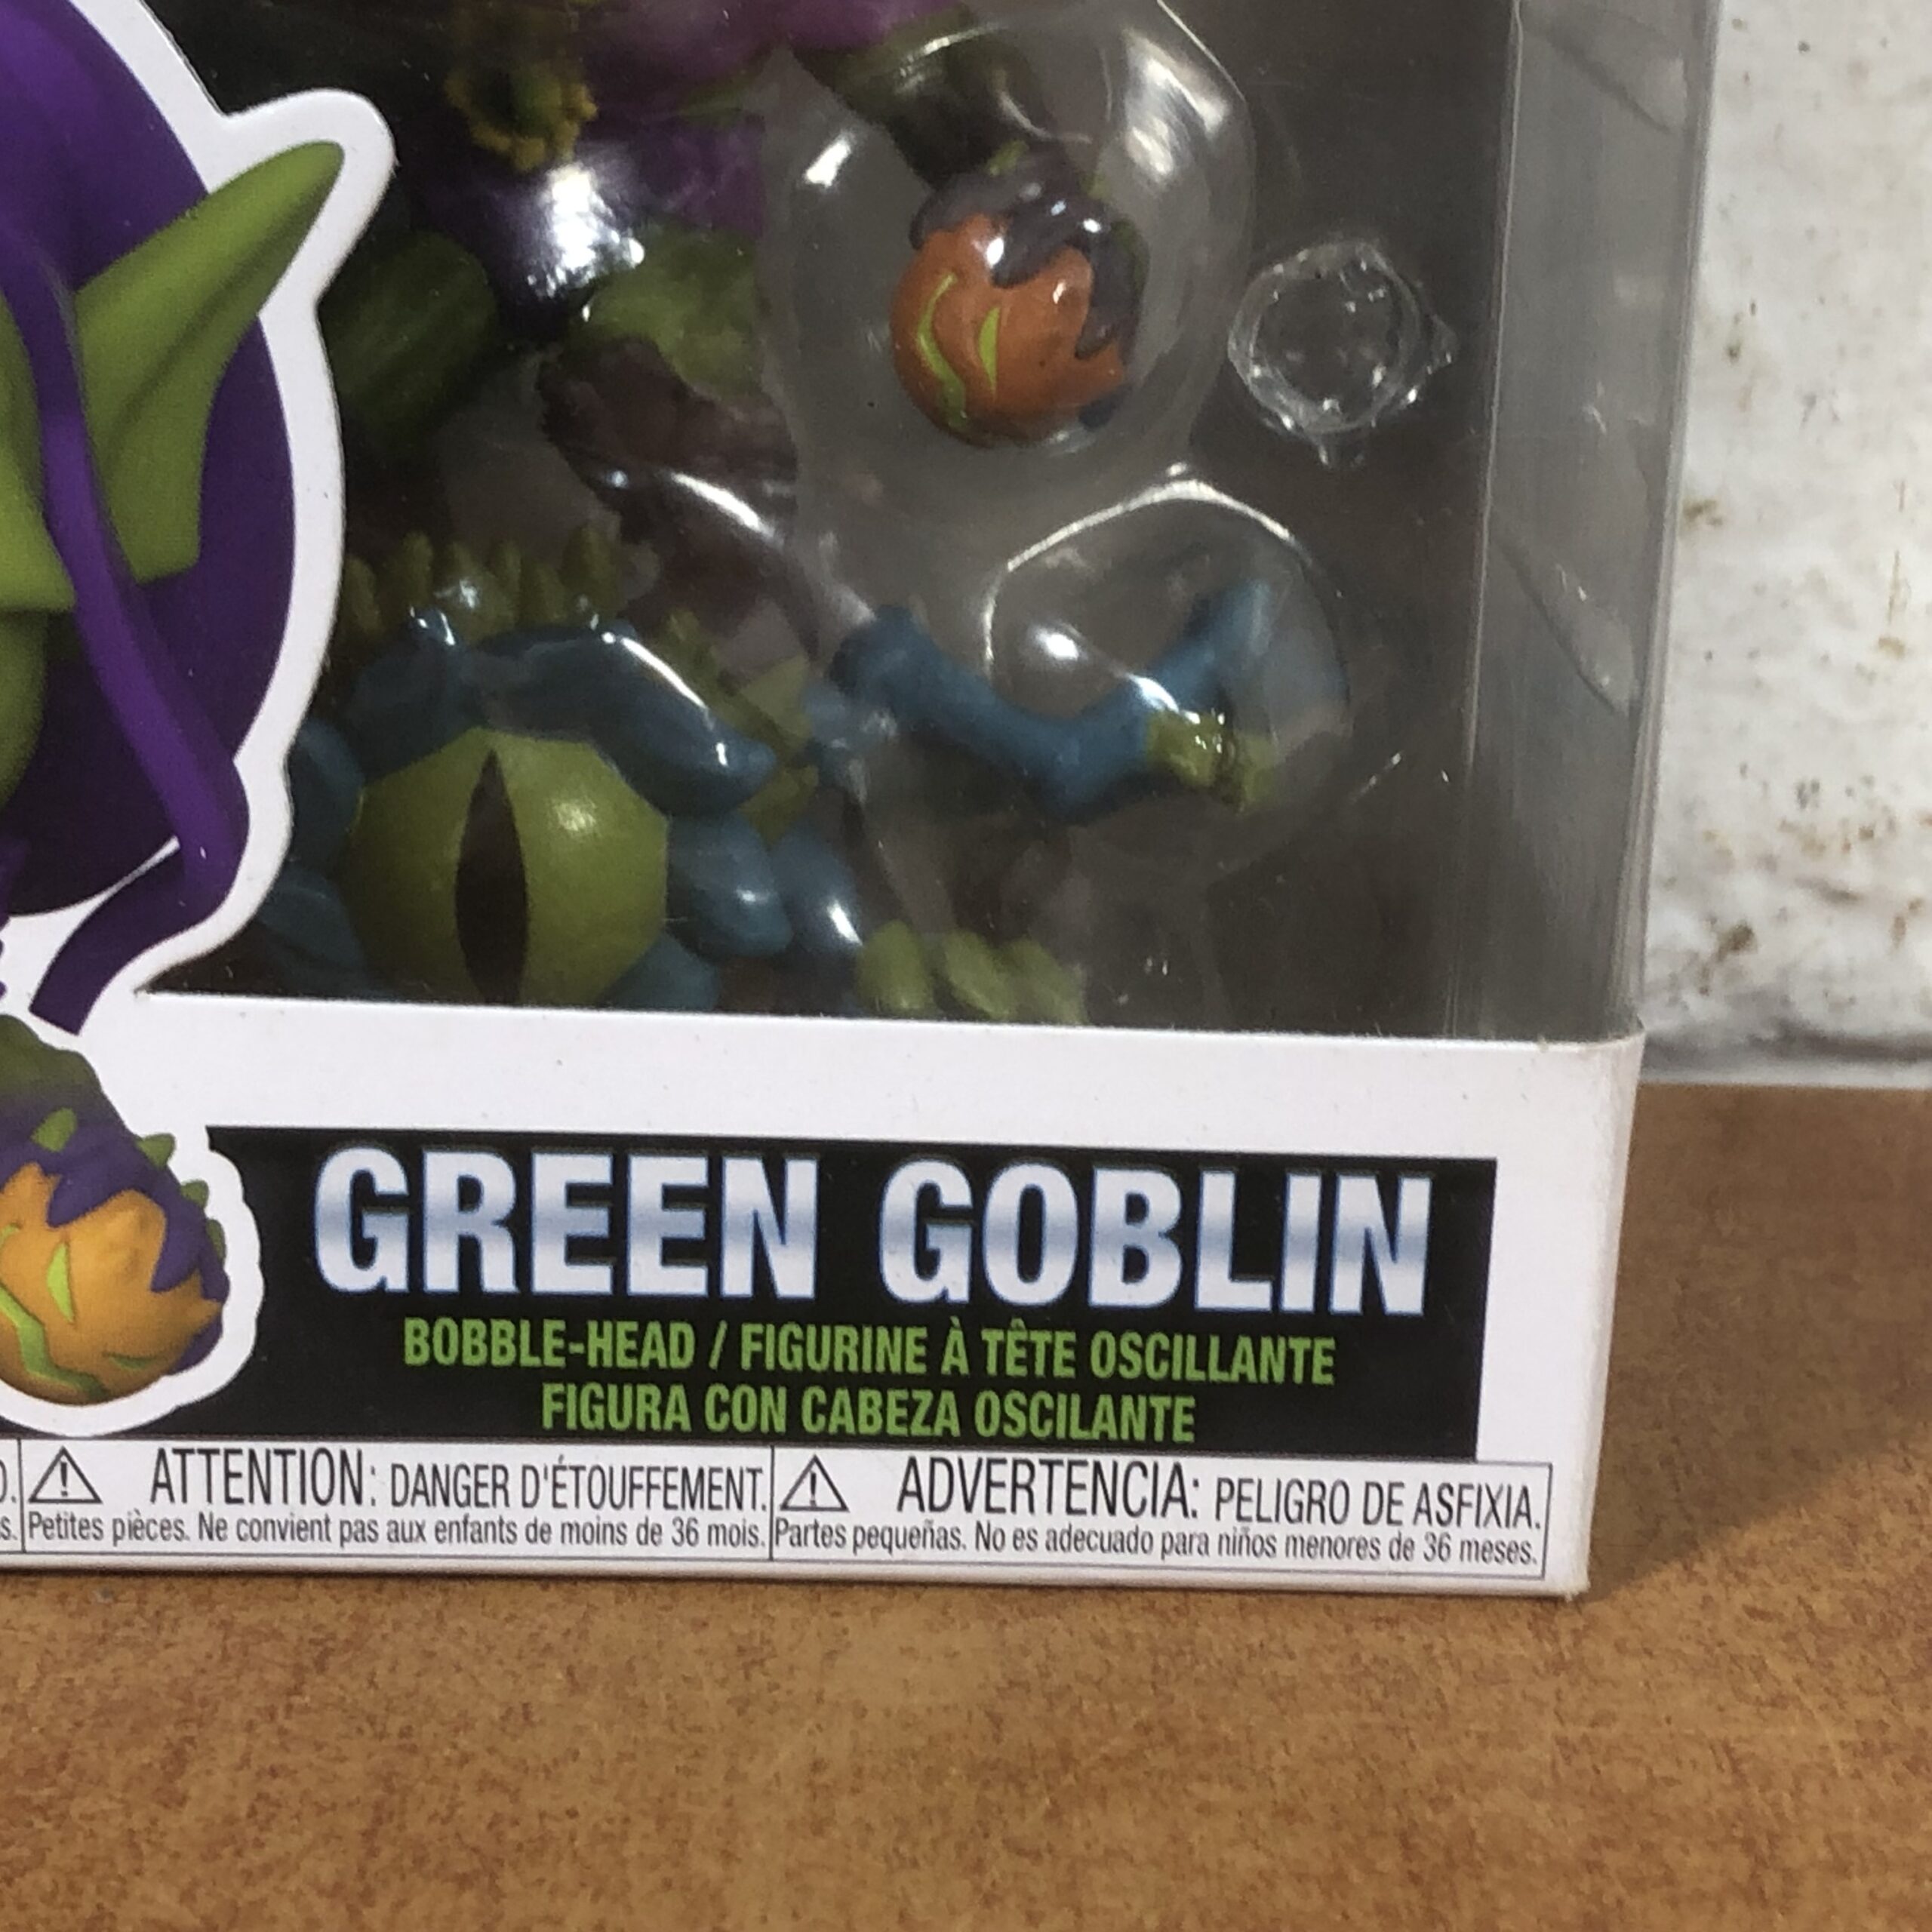 GREEN GOBLIN
BOBBLE-HEAD / FIGURINE À TÊTE OSCILLANTE
FIGURA CON CABEZA OSCILANTE
ATTENTION: DANGER D'ÉTOUFFEMENT.
Petites pièces. Ne convient pas aux enfants de moins de 36 mois.
ADVERTENCIA: PELIGRO DE ASFIXIA.
Partes pequeñas. No es adecuado para niños menores de 36 meses.